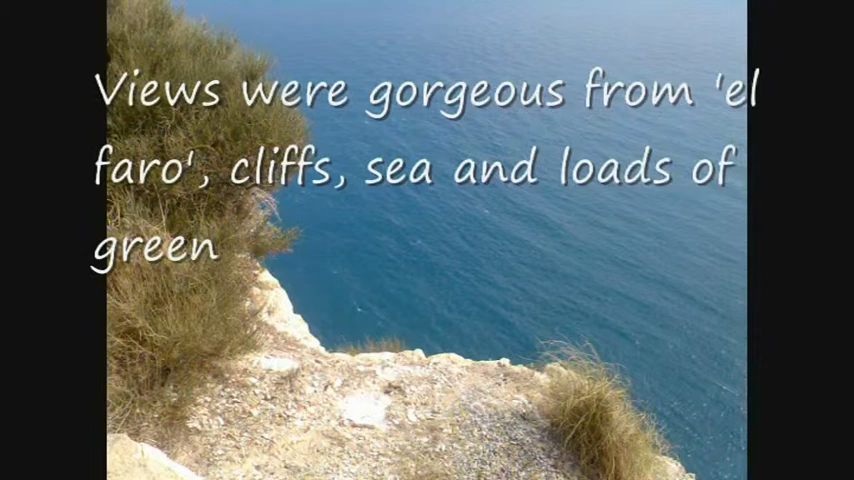 Views were gorgeous from 'el
faro', cliffs, sea and loads of
green